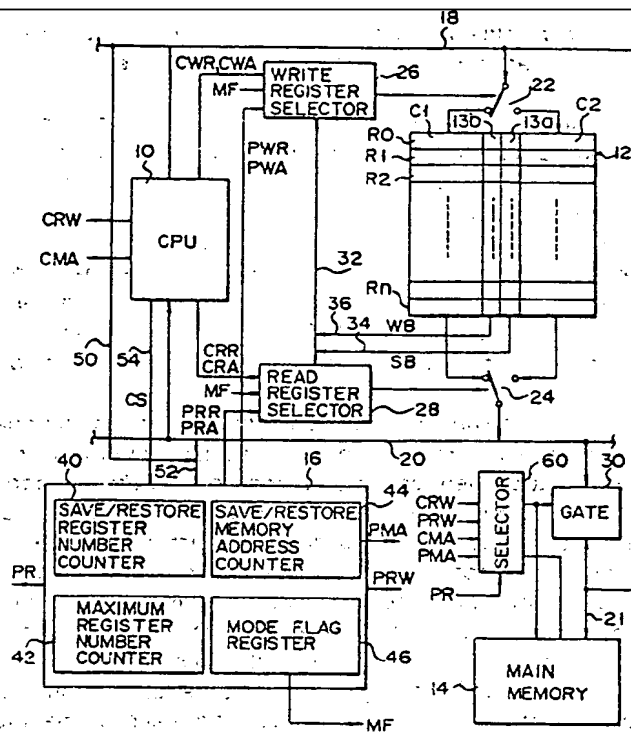 18
CWR,CWA
MF
WRITE
REGISTER
SELECTOR
26
22
C1
13b
13a
C2
R0
R1
R2
12
10
PWR
PWA
CPU
CRW
CMA
32
Rn
36
WB
34
SB
50
54
CRR
CRA
READ
REGISTER
SELECTOR
MF
28
24
CS
PRR
PRA
20
52
40
16
44
60
30
SAVE/RESTORE
REGISTER
NUMBER
COUNTER
SAVE/RESTORE
MEMORY
ADDRESS
COUNTER
PMA
CRW
PRW
CMA
PMA
SELECTOR
GATE
PR
PRW
PR
MAXIMUM
REGISTER
NUMBER
COUNTER
42
MODE FLAG
REGISTER
46
21
14
MAIN
MEMORY
MF